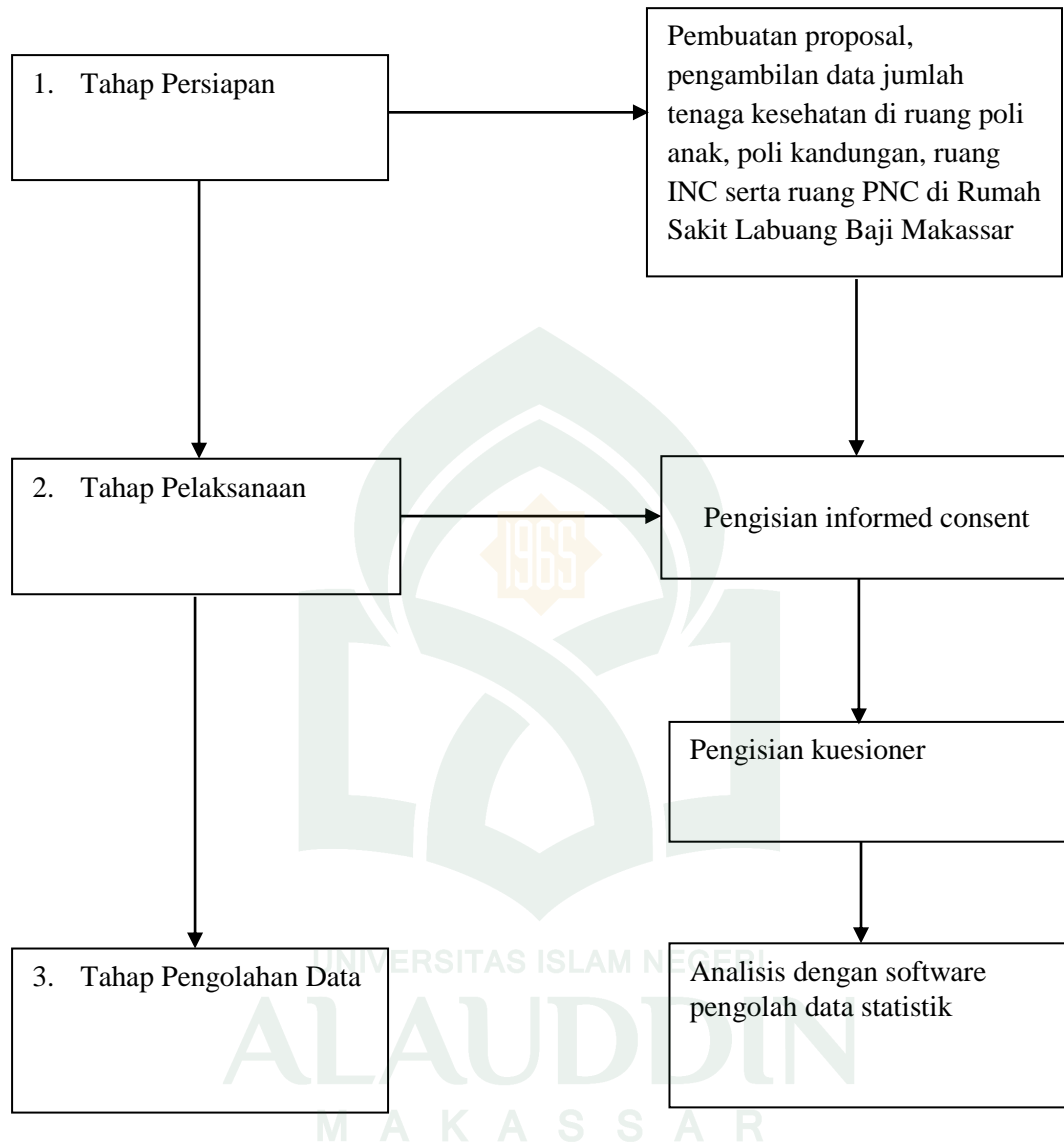 1. Tahap Persiapan
Pembuatan proposal,
pengambilan data jumlah
tenaga kesehatan di ruang poli
anak, poli kandungan, ruang
INC serta ruang PNC di Rumah
Sakit Labuang Baji Makassar
2. Tahap Pelaksanaan
Pengisian informed consent
1965
Pengisian kuesioner
3. Tahap Pengolahan Data
Analisis dengan software
pengolah data statistik
UNIVERSITAS ISLAM NEGERI
ALAUDDIN
MAKASSAR